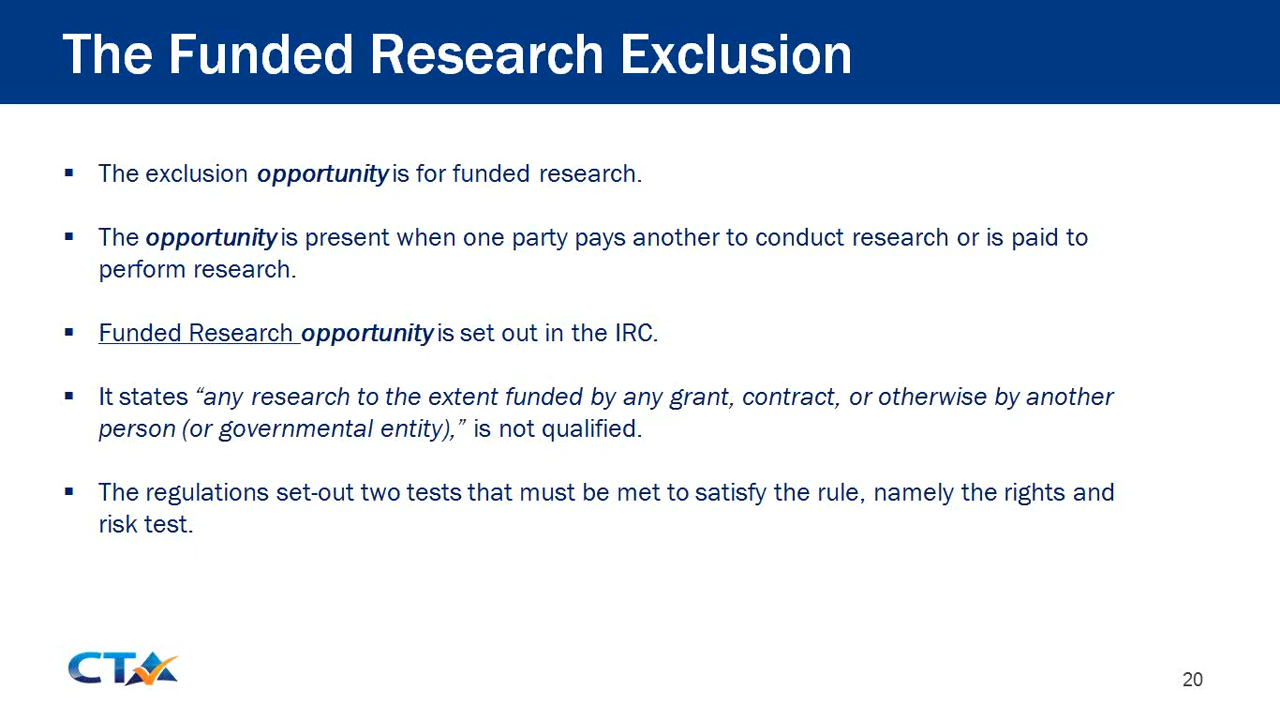 The Funded Research Exclusion
▪ The exclusion opportunity is for funded research.
▪ The opportunity is present when one party pays another to conduct research or is paid to
perform research.
▪ Funded Research opportunity is set out in the IRC.
▪ It states “any research to the extent funded by any grant, contract, or otherwise by another
person (or governmental entity),” is not qualified.
▪ The regulations set-out two tests that must be met to satisfy the rule, namely the rights and
risk test.
CTA
20